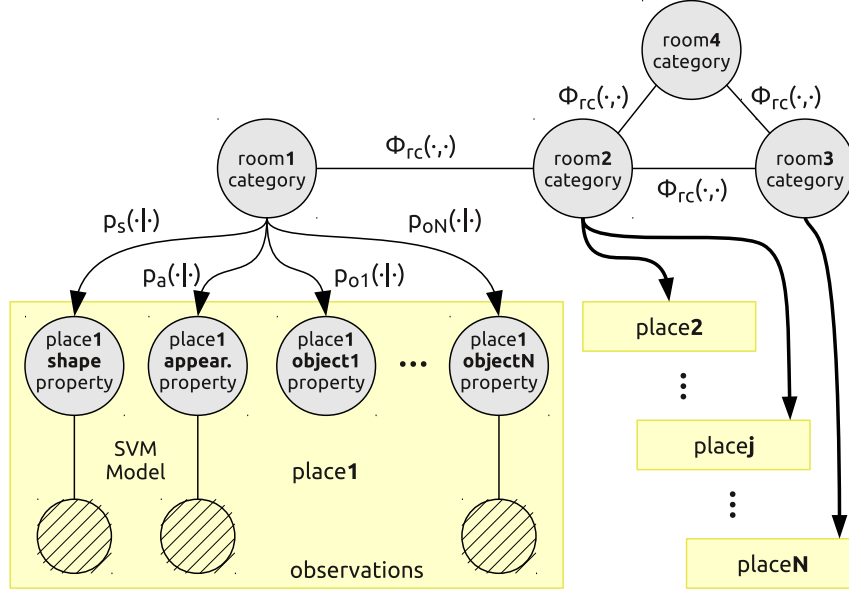 room4
category
Φrc(·,·)
Φrc(·,·)
room1
category
Φrc(·,·)
room2
category
room3
category
Φrc(·,·)
ps(·|·)
pa(·|·)
po1(·|·)
poN(·|·)
place1
shape
property
place1
appear.
property
place1
object1
property
...
place1
objectN
property
SVM
Model
place1
observations
place2
⋮
placej
⋮
placeN